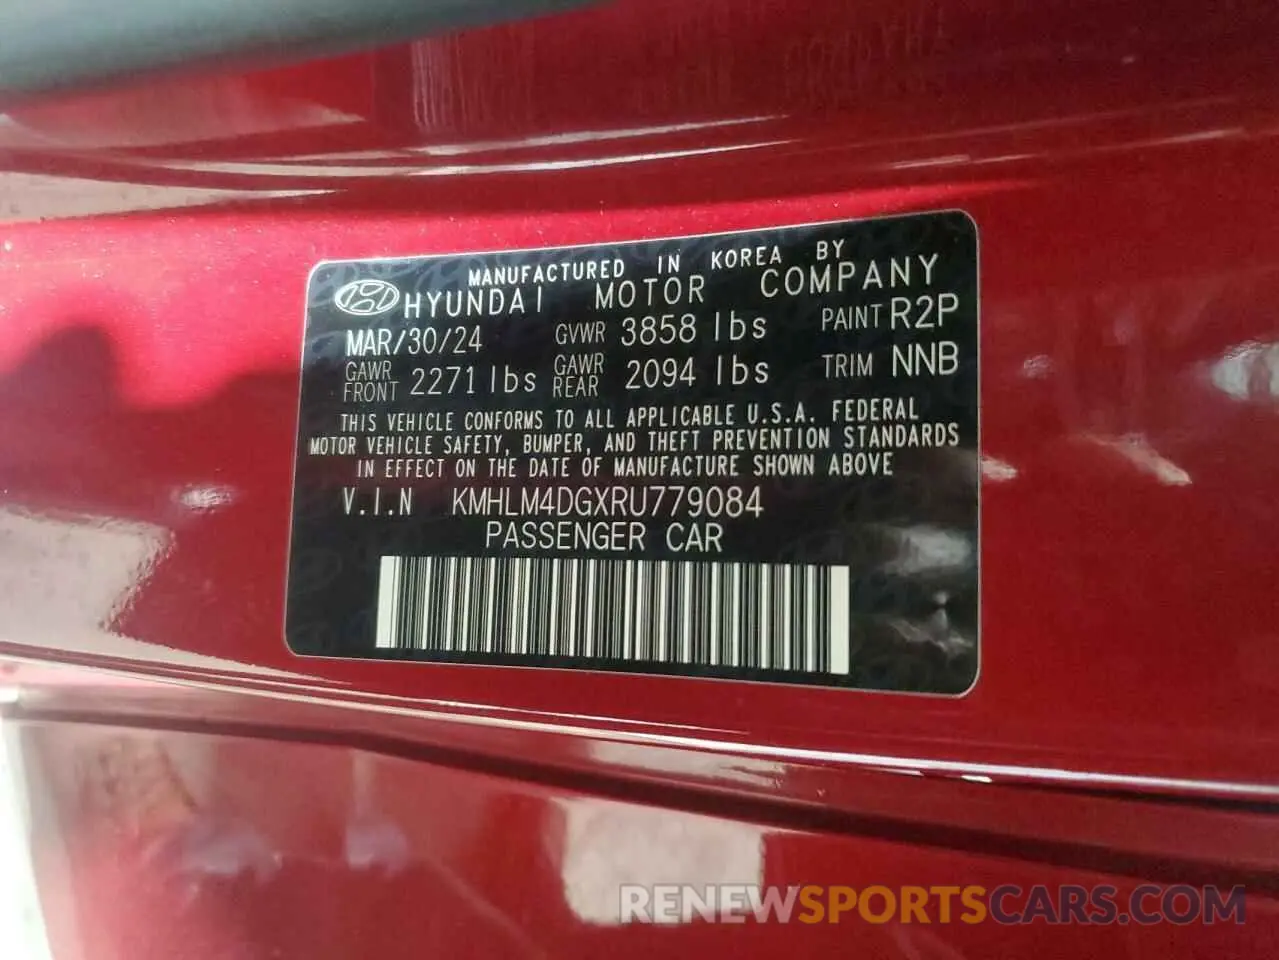 MANUFACTURED IN KOREA BY
HYUNDAI MOTOR COMPANY
MAR/30/24 GVWR 3858 lbs PAINT R2P
GAWR FRONT 2271 lbs GAWR REAR 2094 lbs TRIM NNB
THIS VEHICLE CONFORMS TO ALL APPLICABLE U.S.A. FEDERAL
MOTOR VEHICLE SAFETY, BUMPER, AND THEFT PREVENTION STANDARDS
IN EFFECT ON THE DATE OF MANUFACTURE SHOWN ABOVE
V.I.N KMHLM4DGXRU779084
PASSENGER CAR
RENEWSPORTSCARS.COM